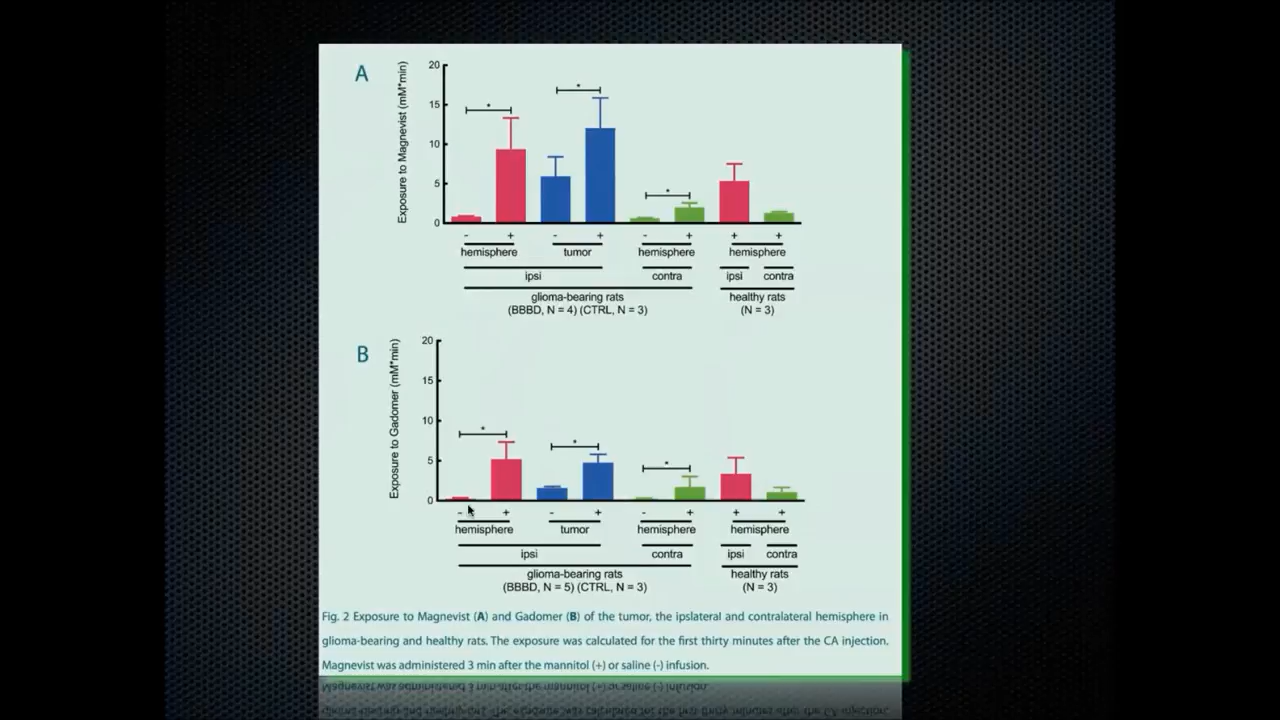 A
Exposure to Magnevist (mM*min)
20
15
10
5
0
* * *
- + - + - + + +
hemisphere tumor hemisphere hemisphere
ipsi contra ipsi contra
glioma-bearing rats healthy rats
(BBBD, N = 4) (CTRL, N = 3) (N = 3)
B
Exposure to Gadomer (mM*min)
20
15
10
5
0
* * *
- + - + - + + +
hemisphere tumor hemisphere hemisphere
ipsi contra ipsi contra
glioma-bearing rats healthy rats
(BBBD, N = 5) (CTRL, N = 3) (N = 3)
Fig. 2 Exposure to Magnevist (A) and Gadomer (B) of the tumor, the ipslateral and contralateral hemisphere in
glioma-bearing and healthy rats. The exposure was calculated for the first thirty minutes after the CA injection.
Magnevist was administered 3 min after the mannitol (+) or saline (-) infusion.